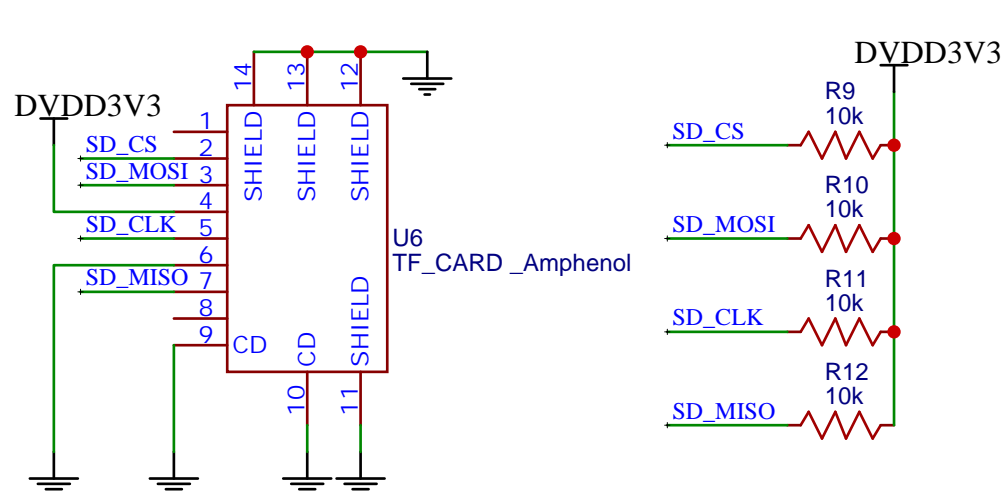 DVDD3V3
SD_CS
SD_MOSI
SD_CLK
SD_MISO
1
2
3
4
5
6
7
8
9
14
13
12
SHIELD
SHIELD
SHIELD
CD
CD
SHIELD
10
11
U6
TF_CARD _Amphenol
DVDD3V3
R9
10k
SD_CS
R10
10k
SD_MOSI
R11
10k
SD_CLK
R12
10k
SD_MISO